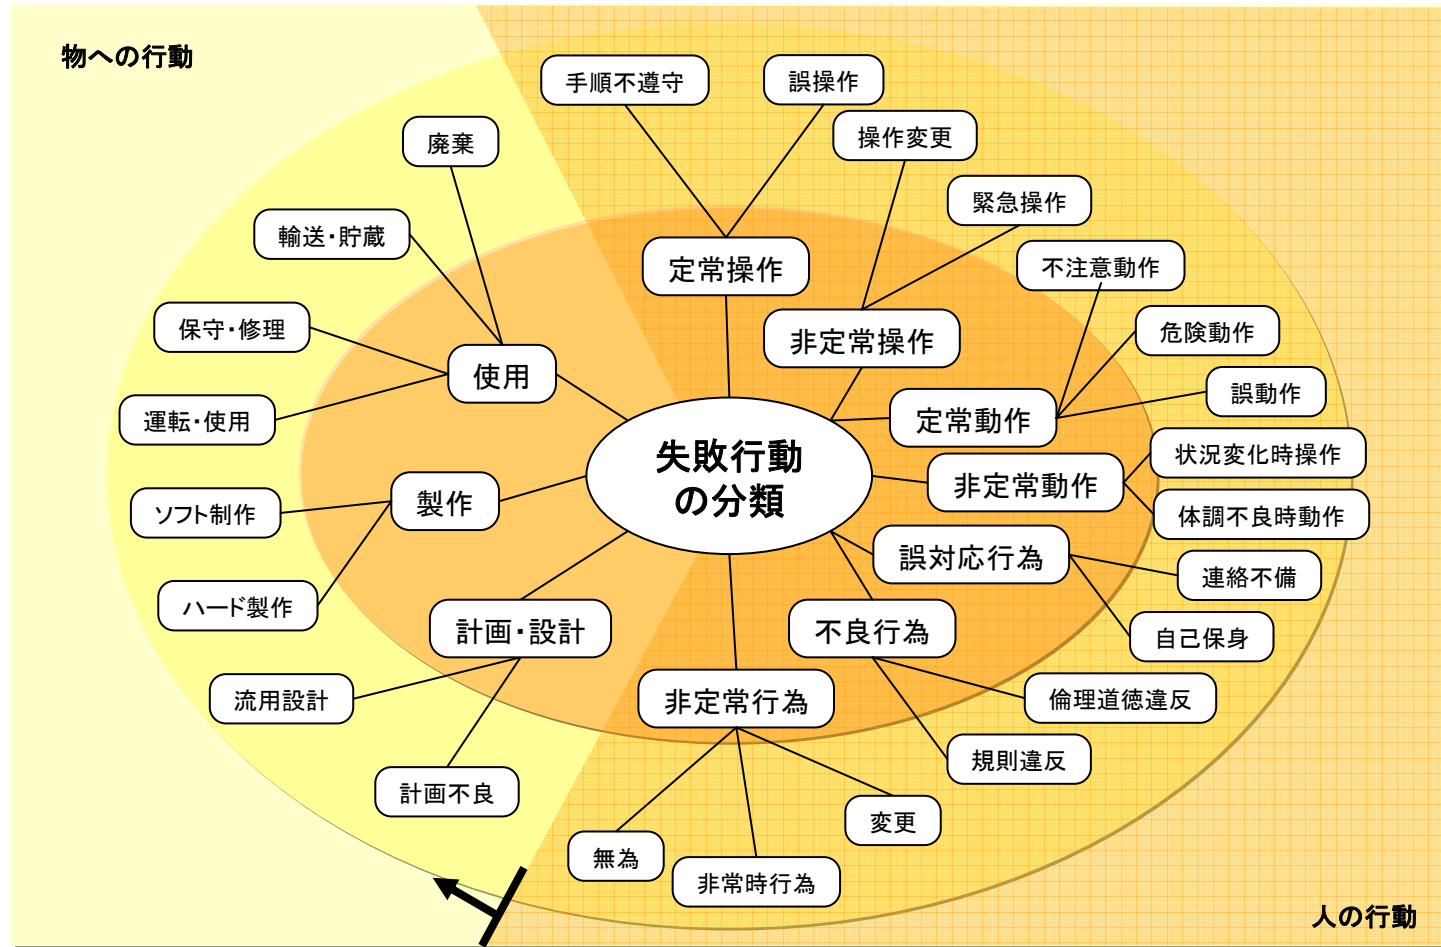 物への行動
手順不遵守
誤操作
操作変更
廃棄
緊急操作
輸送・貯蔵
不注意動作
定常操作
保守・修理
危険動作
非定常操作
使用
誤動作
運転・使用
定常動作
状況変化時操作
失敗行動
の分類
非定常動作
製作
ソフト制作
体調不良時動作
誤対応行為
連絡不備
ハード製作
計画・設計
不良行為
自己保身
流用設計
非定常行為
倫理道徳違反
規則違反
計画不良
変更
無為
非常時行為
人の行動